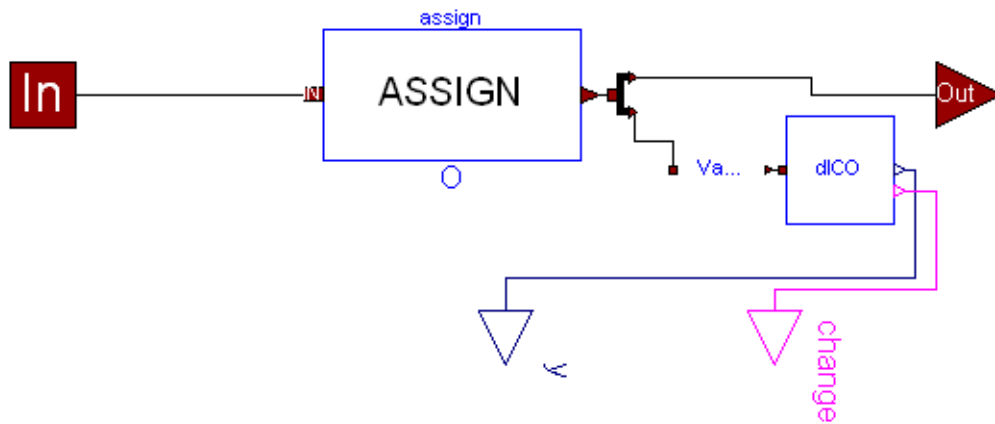 assign
In
IN
ASSIGN
Out
O
Va...
dICO
y
change